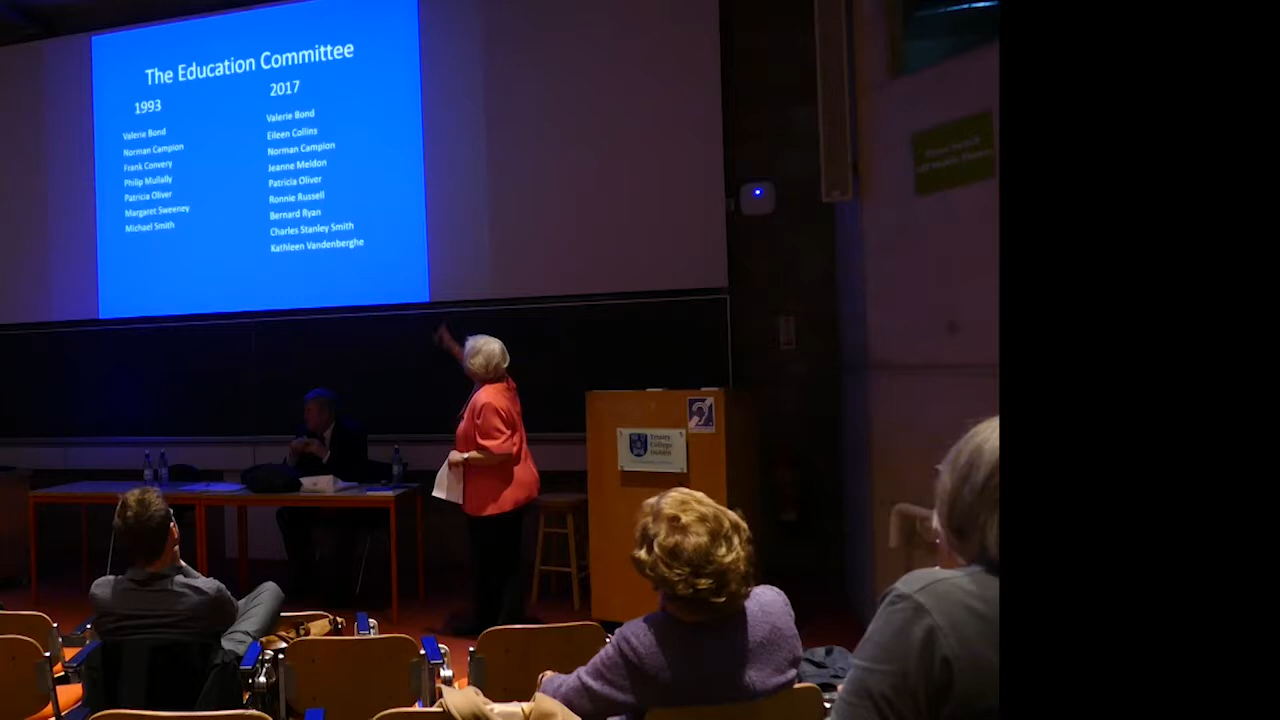 The Education Committee
1993
Valerie Bond
Norman Campion
Frank Convery
Philip Mullally
Patricia Oliver
Margaret Sweeney
Michael Smith
2017
Valerie Bond
Eileen Collins
Norman Campion
Jeanne Meldon
Patricia Oliver
Ronnie Russell
Bernard Ryan
Charles Stanley Smith
Kathleen Vandenberghe
Trinity
College
Dublin